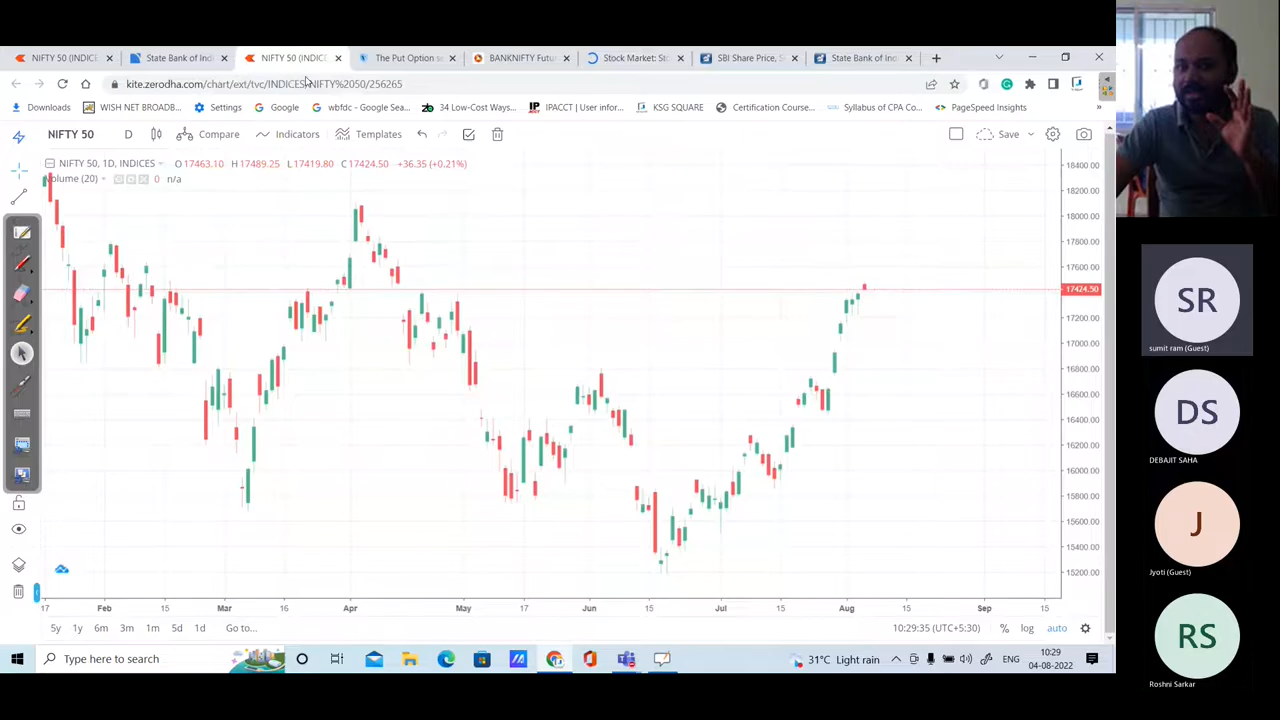 NIFTY 50 (INDICE
State Bank of Ind
NIFTY 50 (INDICE
The Put Option se
BANKNIFTY Futur
Stock Market: Sto
SBI Share Price, S
State Bank of Ind
kite.zerodha.com/chart/ext/tvc/INDICES/NIFTY%2050/256265
Downloads
WISH NET BROADB...
Settings
Google
wbfdc - Google Sea...
34 Low-Cost Ways...
IPACCT | User infor...
KSG SQUARE
Certification Course...
Syllabus of CPA Co...
PageSpeed Insights
NIFTY 50
D
Compare
Indicators
Templates
Save
NIFTY 50, 1D, INDICES
O17463.10 H17489.25 L17419.80 C17424.50 +36.35 (+0.21%)
Volume (20)
0 n/a
18400.00
18200.00
18000.00
17800.00
17600.00
17424.50
17200.00
17000.00
16800.00
16600.00
16400.00
16200.00
16000.00
15800.00
15600.00
15400.00
15200.00
17 Feb 15 Mar 16 Apr May 17 Jun 15 Jul 15 Aug 15 Sep 15
5y 1y 6m 3m 1m 5d 1d Go to...
10:29:35 (UTC+5:30) % log auto
Type here to search
31°C Light rain
ENG
10:29
04-08-2022
SR
sumit ram (Guest)
DS
DEBAJIT SAHA
J
Jyoti (Guest)
RS
Roshni Sarkar